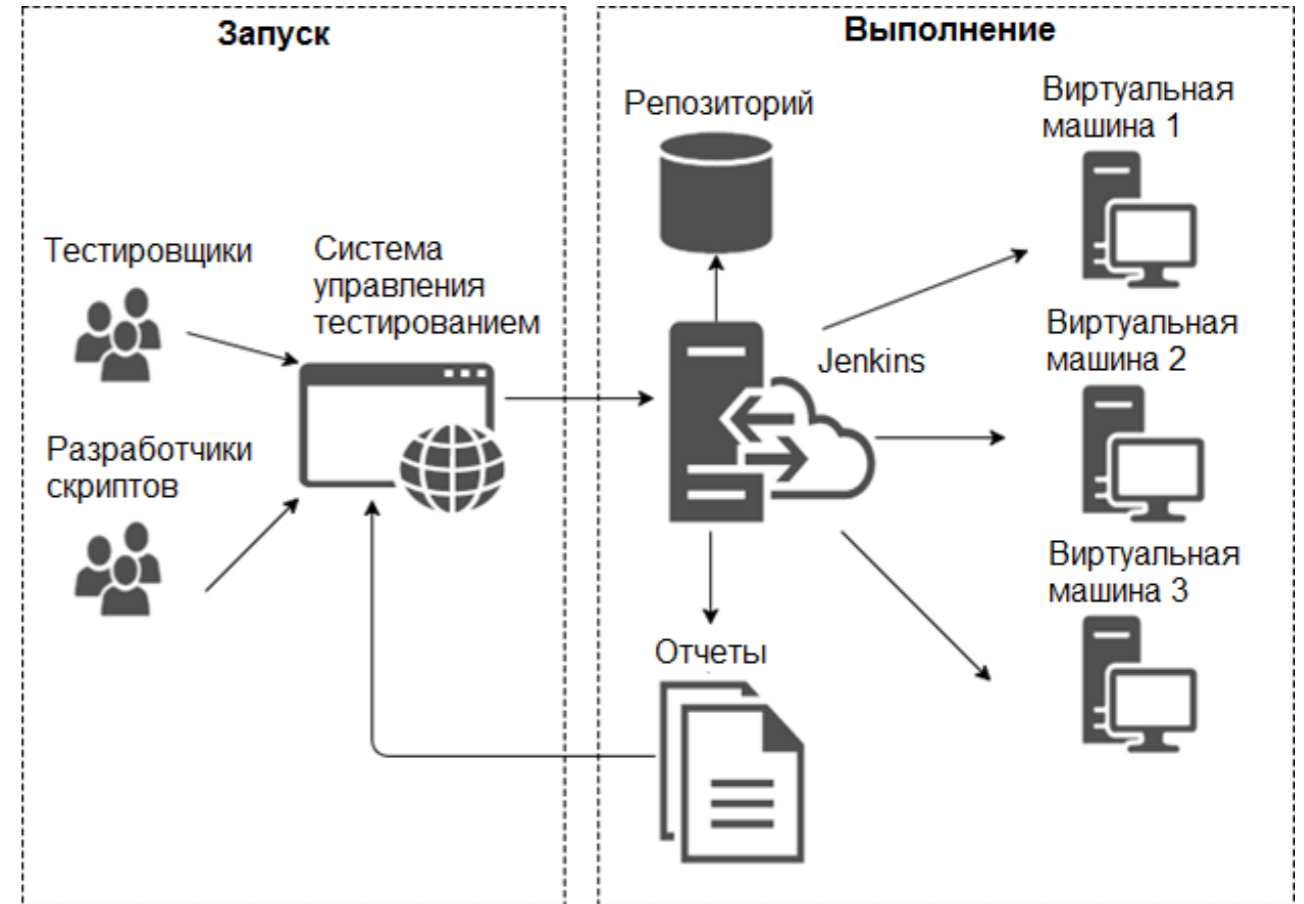 Запуск
Выполнение
Репозиторий
Виртуальная
машина 1
Тестировщики
Система
управления
тестированием
Виртуальная
машина 2
Jenkins
Разработчики
скриптов
Виртуальная
машина 3
Отчеты